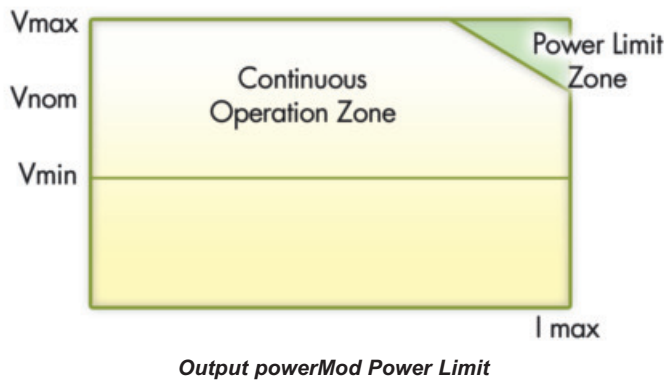 Vmax
Power Limit
Zone
Continuous
Operation Zone
Vnom
Vmin
I max
Output powerMod Power Limit